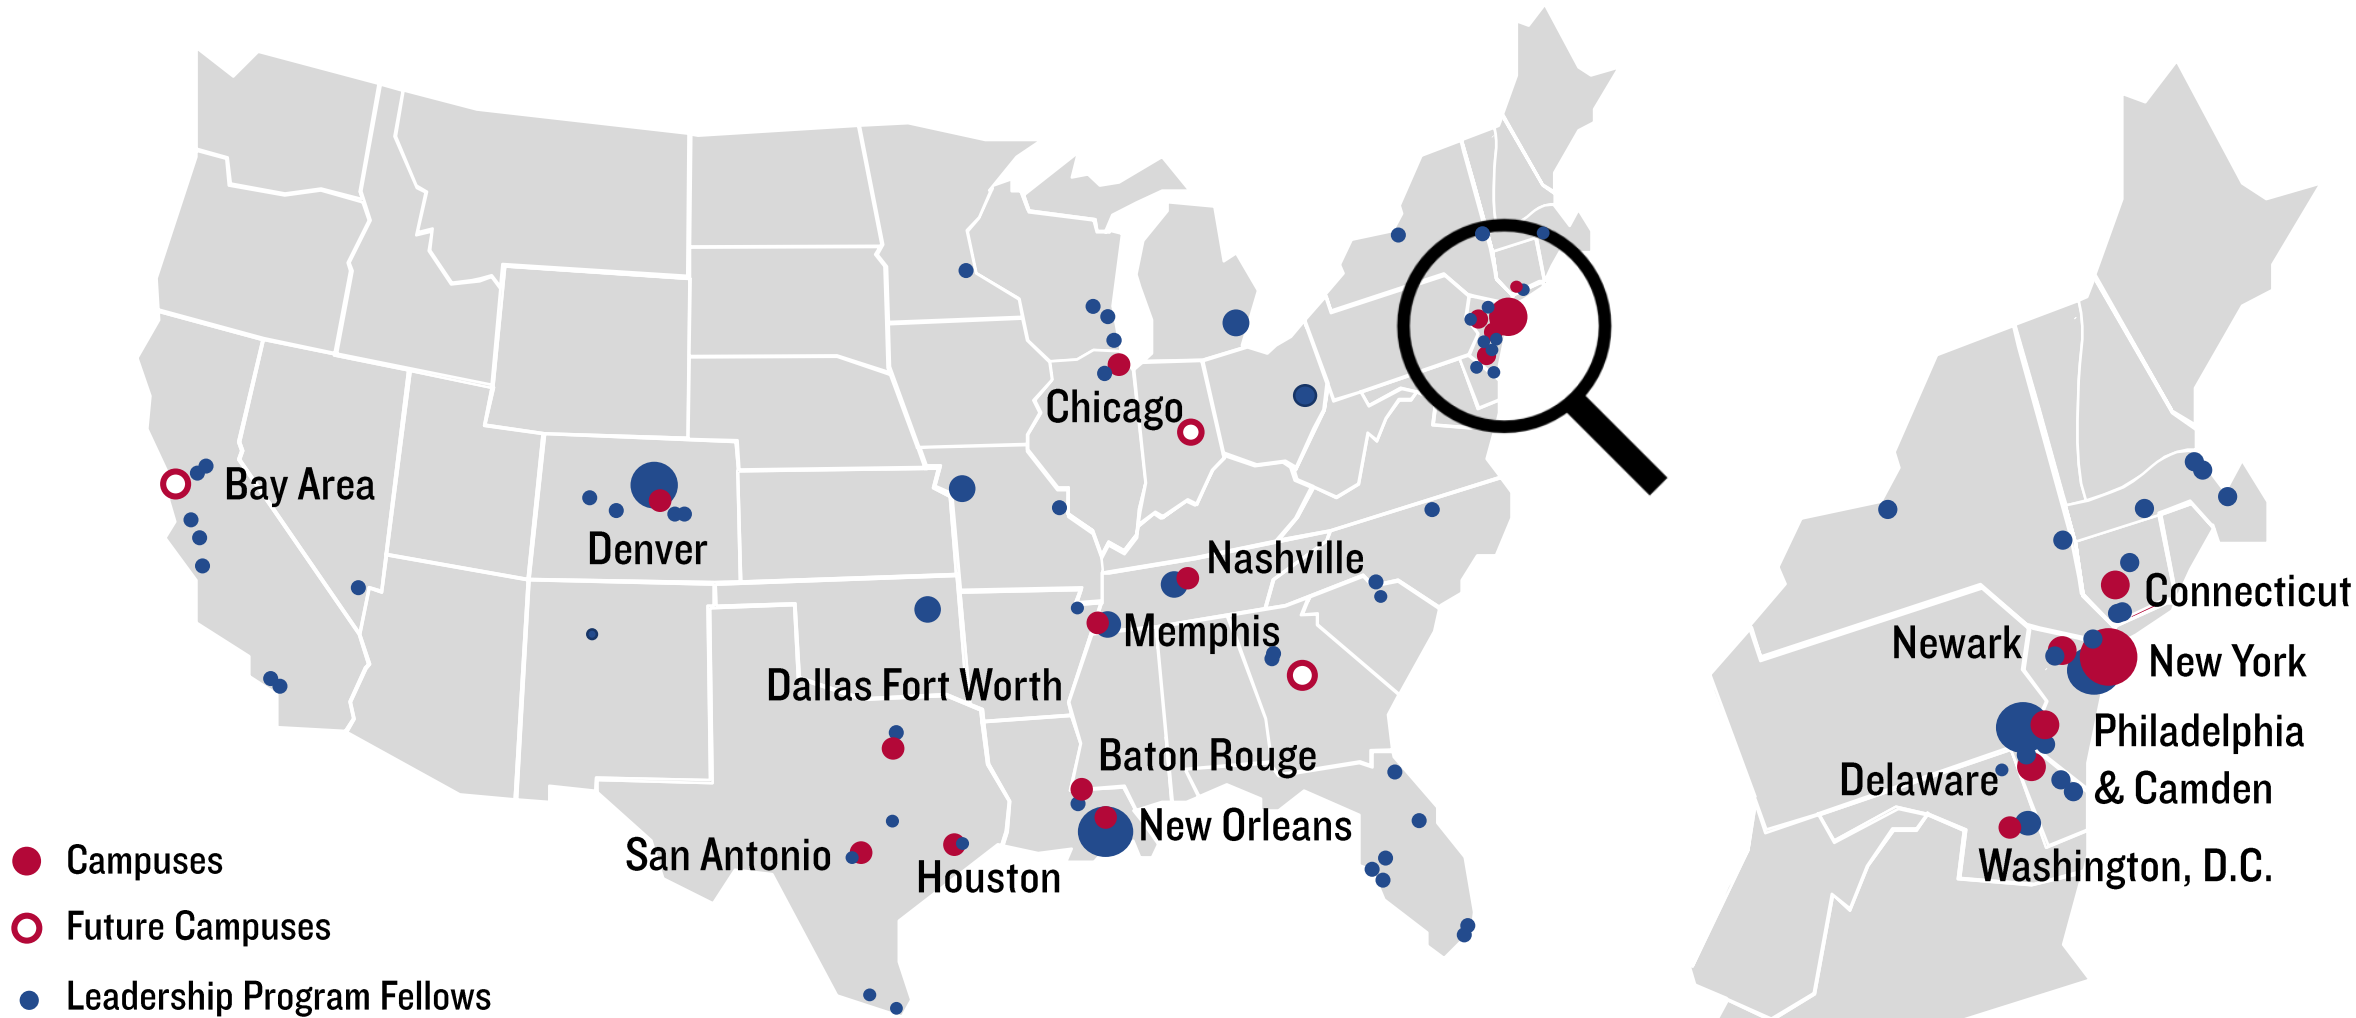 Chicago
Bay Area
Denver
Nashville
Memphis
Dallas Fort Worth
Baton Rouge
New Orleans
San Antonio
Houston
Connecticut
Newark
New York
Philadelphia
& Camden
Delaware
Washington, D.C.
Campuses
Future Campuses
Leadership Program Fellows